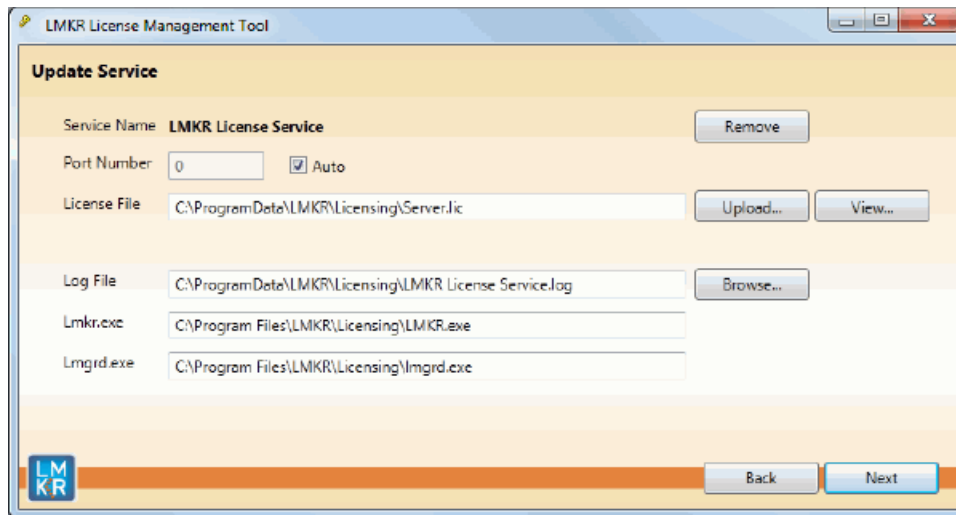 LMKR License Management Tool
Update Service
Service Name LMKR License Service Remove
Port Number 0 Auto
License File C:\ProgramData\LMKR\Licensing\Server.lic Upload... View...
Log File C:\ProgramData\LMKR\Licensing\LMKR License Service.log Browse...
Lmkr.exe C:\Program Files\LMKR\Licensing\LMKR.exe
Lmgrd.exe C:\Program Files\LMKR\Licensing\lmgrd.exe
LM
KR
Back Next